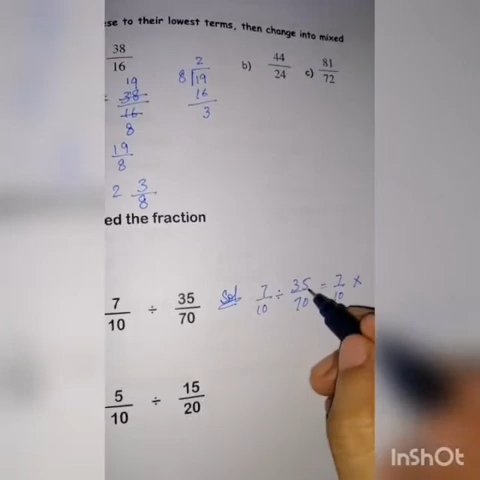 se to their lowest terms, then change into mixed
38/16
b) 44/24 c) 81/72
= 19 38/16 8
2 8 19 16 3
19/8
2 3/8
ed the fraction
7/10 ÷ 35/70
Sol 7/10 ÷ 35/70 = 7/10 ×
5/10 ÷ 15/20
InShOt